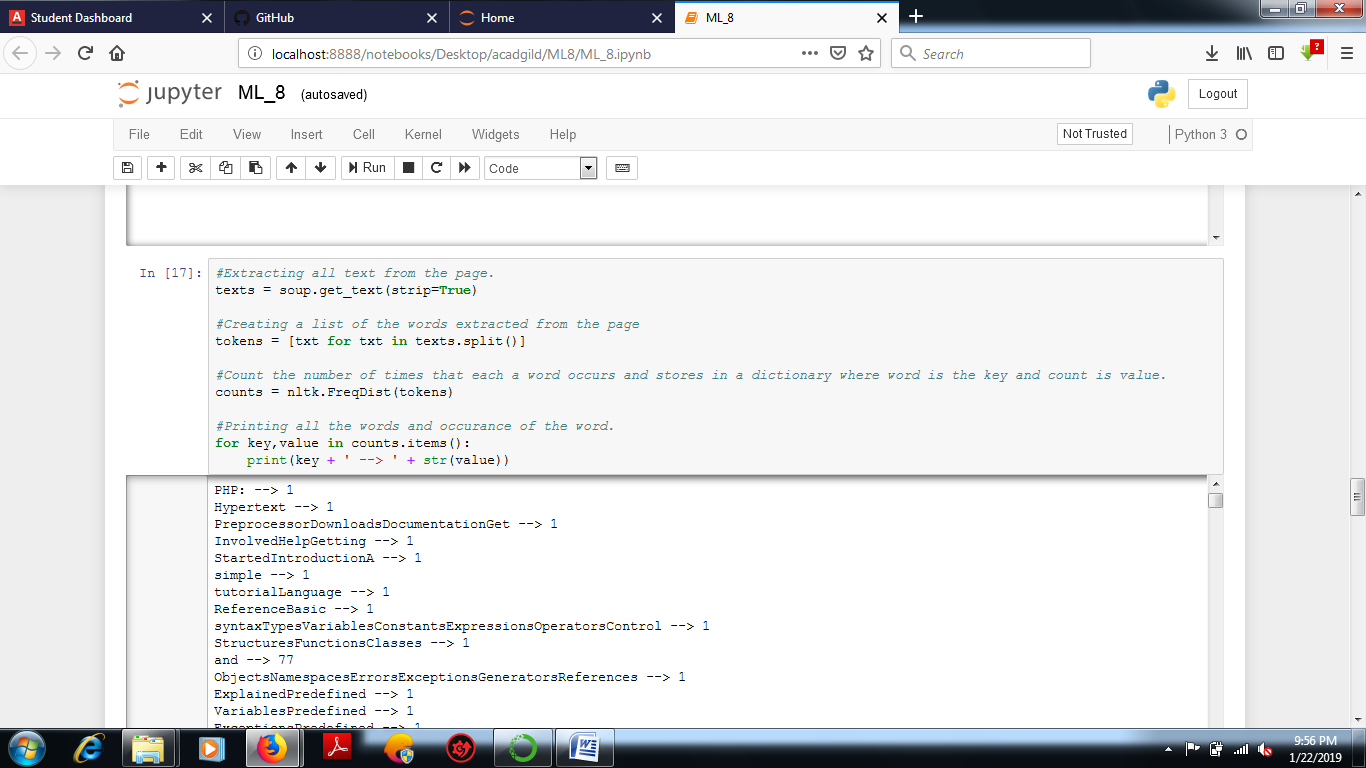 Student Dashboard
GitHub
Home
ML_8
localhost:8888/notebooks/Desktop/acadgild/ML8/ML_8.ipynb
Search
jupyter ML_8 (autosaved)
Logout
File Edit View Insert Cell Kernel Widgets Help
Not Trusted
Python 3
Run
Code
In [17]:
#Extracting all text from the page.
texts = soup.get_text(strip=True)
#Creating a list of the words extracted from the page
tokens = [txt for txt in texts.split()]
#Count the number of times that each a word occurs and stores in a dictionary where word is the key and count is value.
counts = nltk.FreqDist(tokens)
#Printing all the words and occurance of the word.
for key,value in counts.items():
    print(key + ' --> ' + str(value))
PHP: --> 1
Hypertext --> 1
PreprocessorDownloadsDocumentationGet --> 1
InvolvedHelpGetting --> 1
StartedIntroductionA --> 1
simple --> 1
tutorialLanguage --> 1
ReferenceBasic --> 1
syntaxTypesVariablesConstantsExpressionsOperatorsControl --> 1
StructuresFunctionsClasses --> 1
and --> 77
ObjectsNamespacesErrorsExceptionsGeneratorsReferences --> 1
ExplainedPredefined --> 1
VariablesPredefined --> 1
ExceptionsPredefined --> 1
9:56 PM
1/22/2019